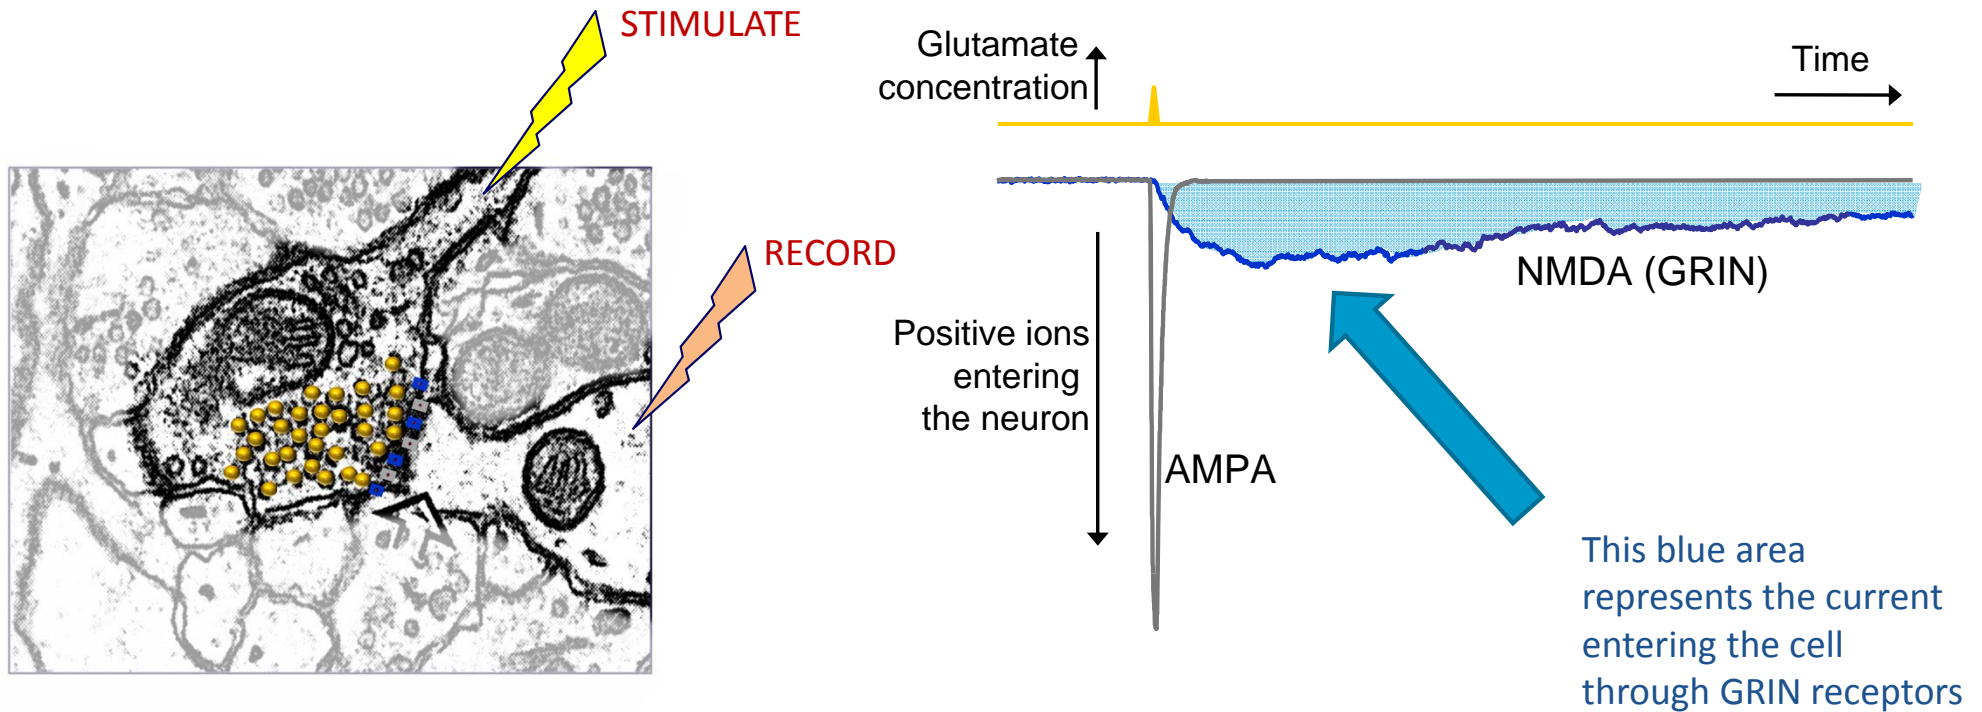 STIMULATE
RECORD
Glutamate
concentration
Time
Positive ions
entering
the neuron
AMPA
NMDA (GRIN)
This blue area
represents the current
entering the cell
through GRIN receptors